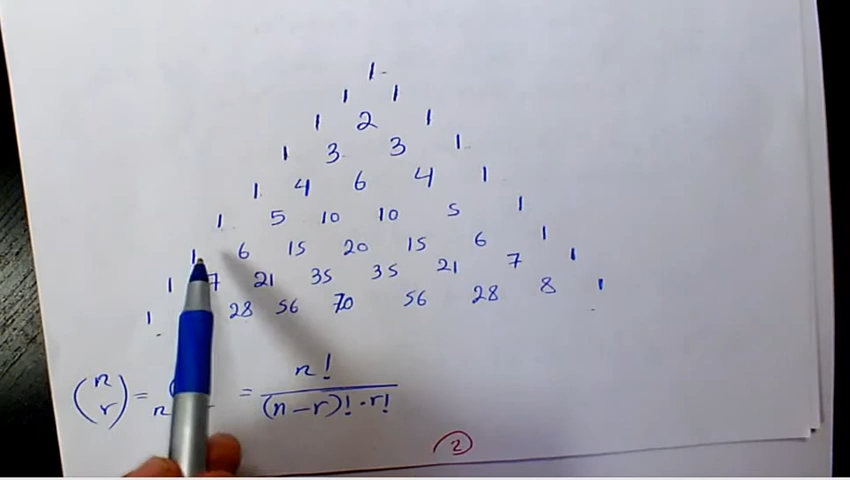 1
1 1
1 2 1
1 3 3 1
1 4 6 4 1
1 5 10 10 5 1
1 6 15 20 15 6 1
1 7 21 35 35 21 7 1
1 28 56 70 56 28 8 1
(n r) = n = n! / (n-r)! · r!
2